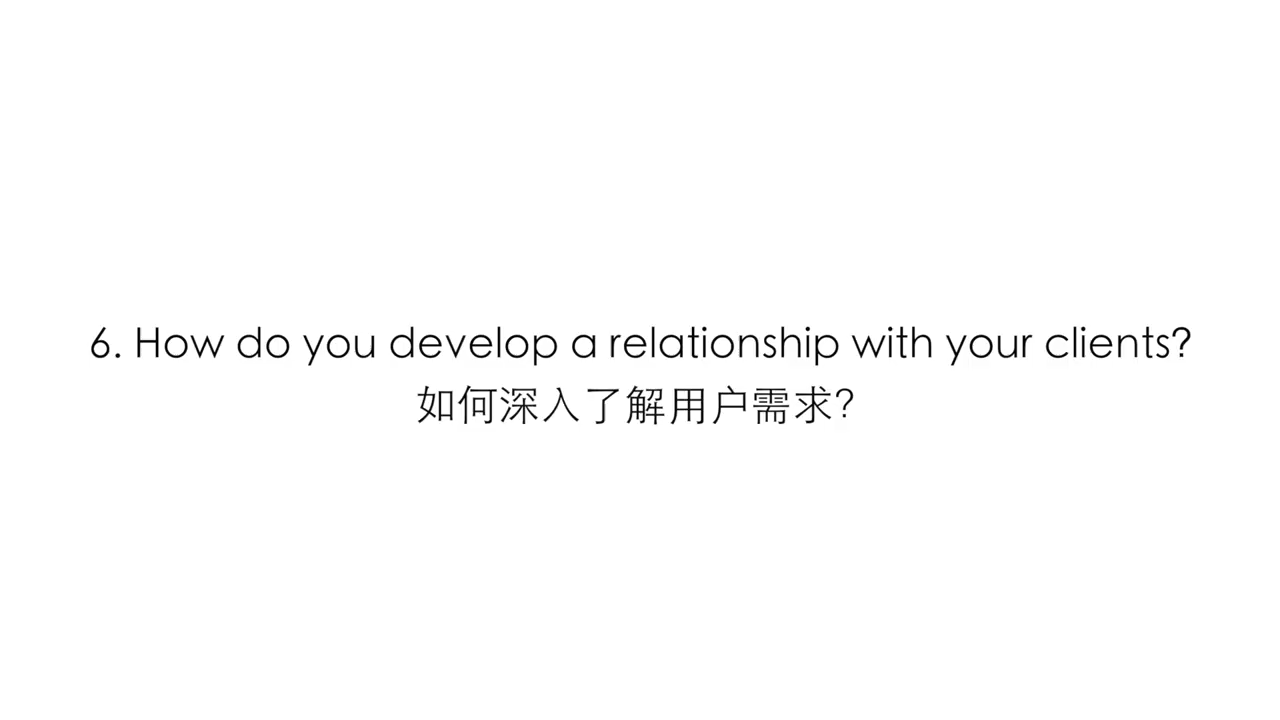 6. How do you develop a relationship with your clients?
如何深入了解用户需求?